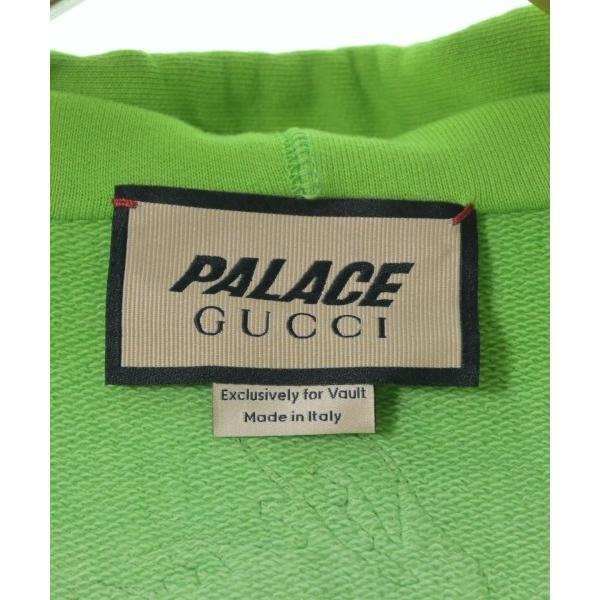 PALACE
GUCCI
Exclusively for Vault
Made in Italy